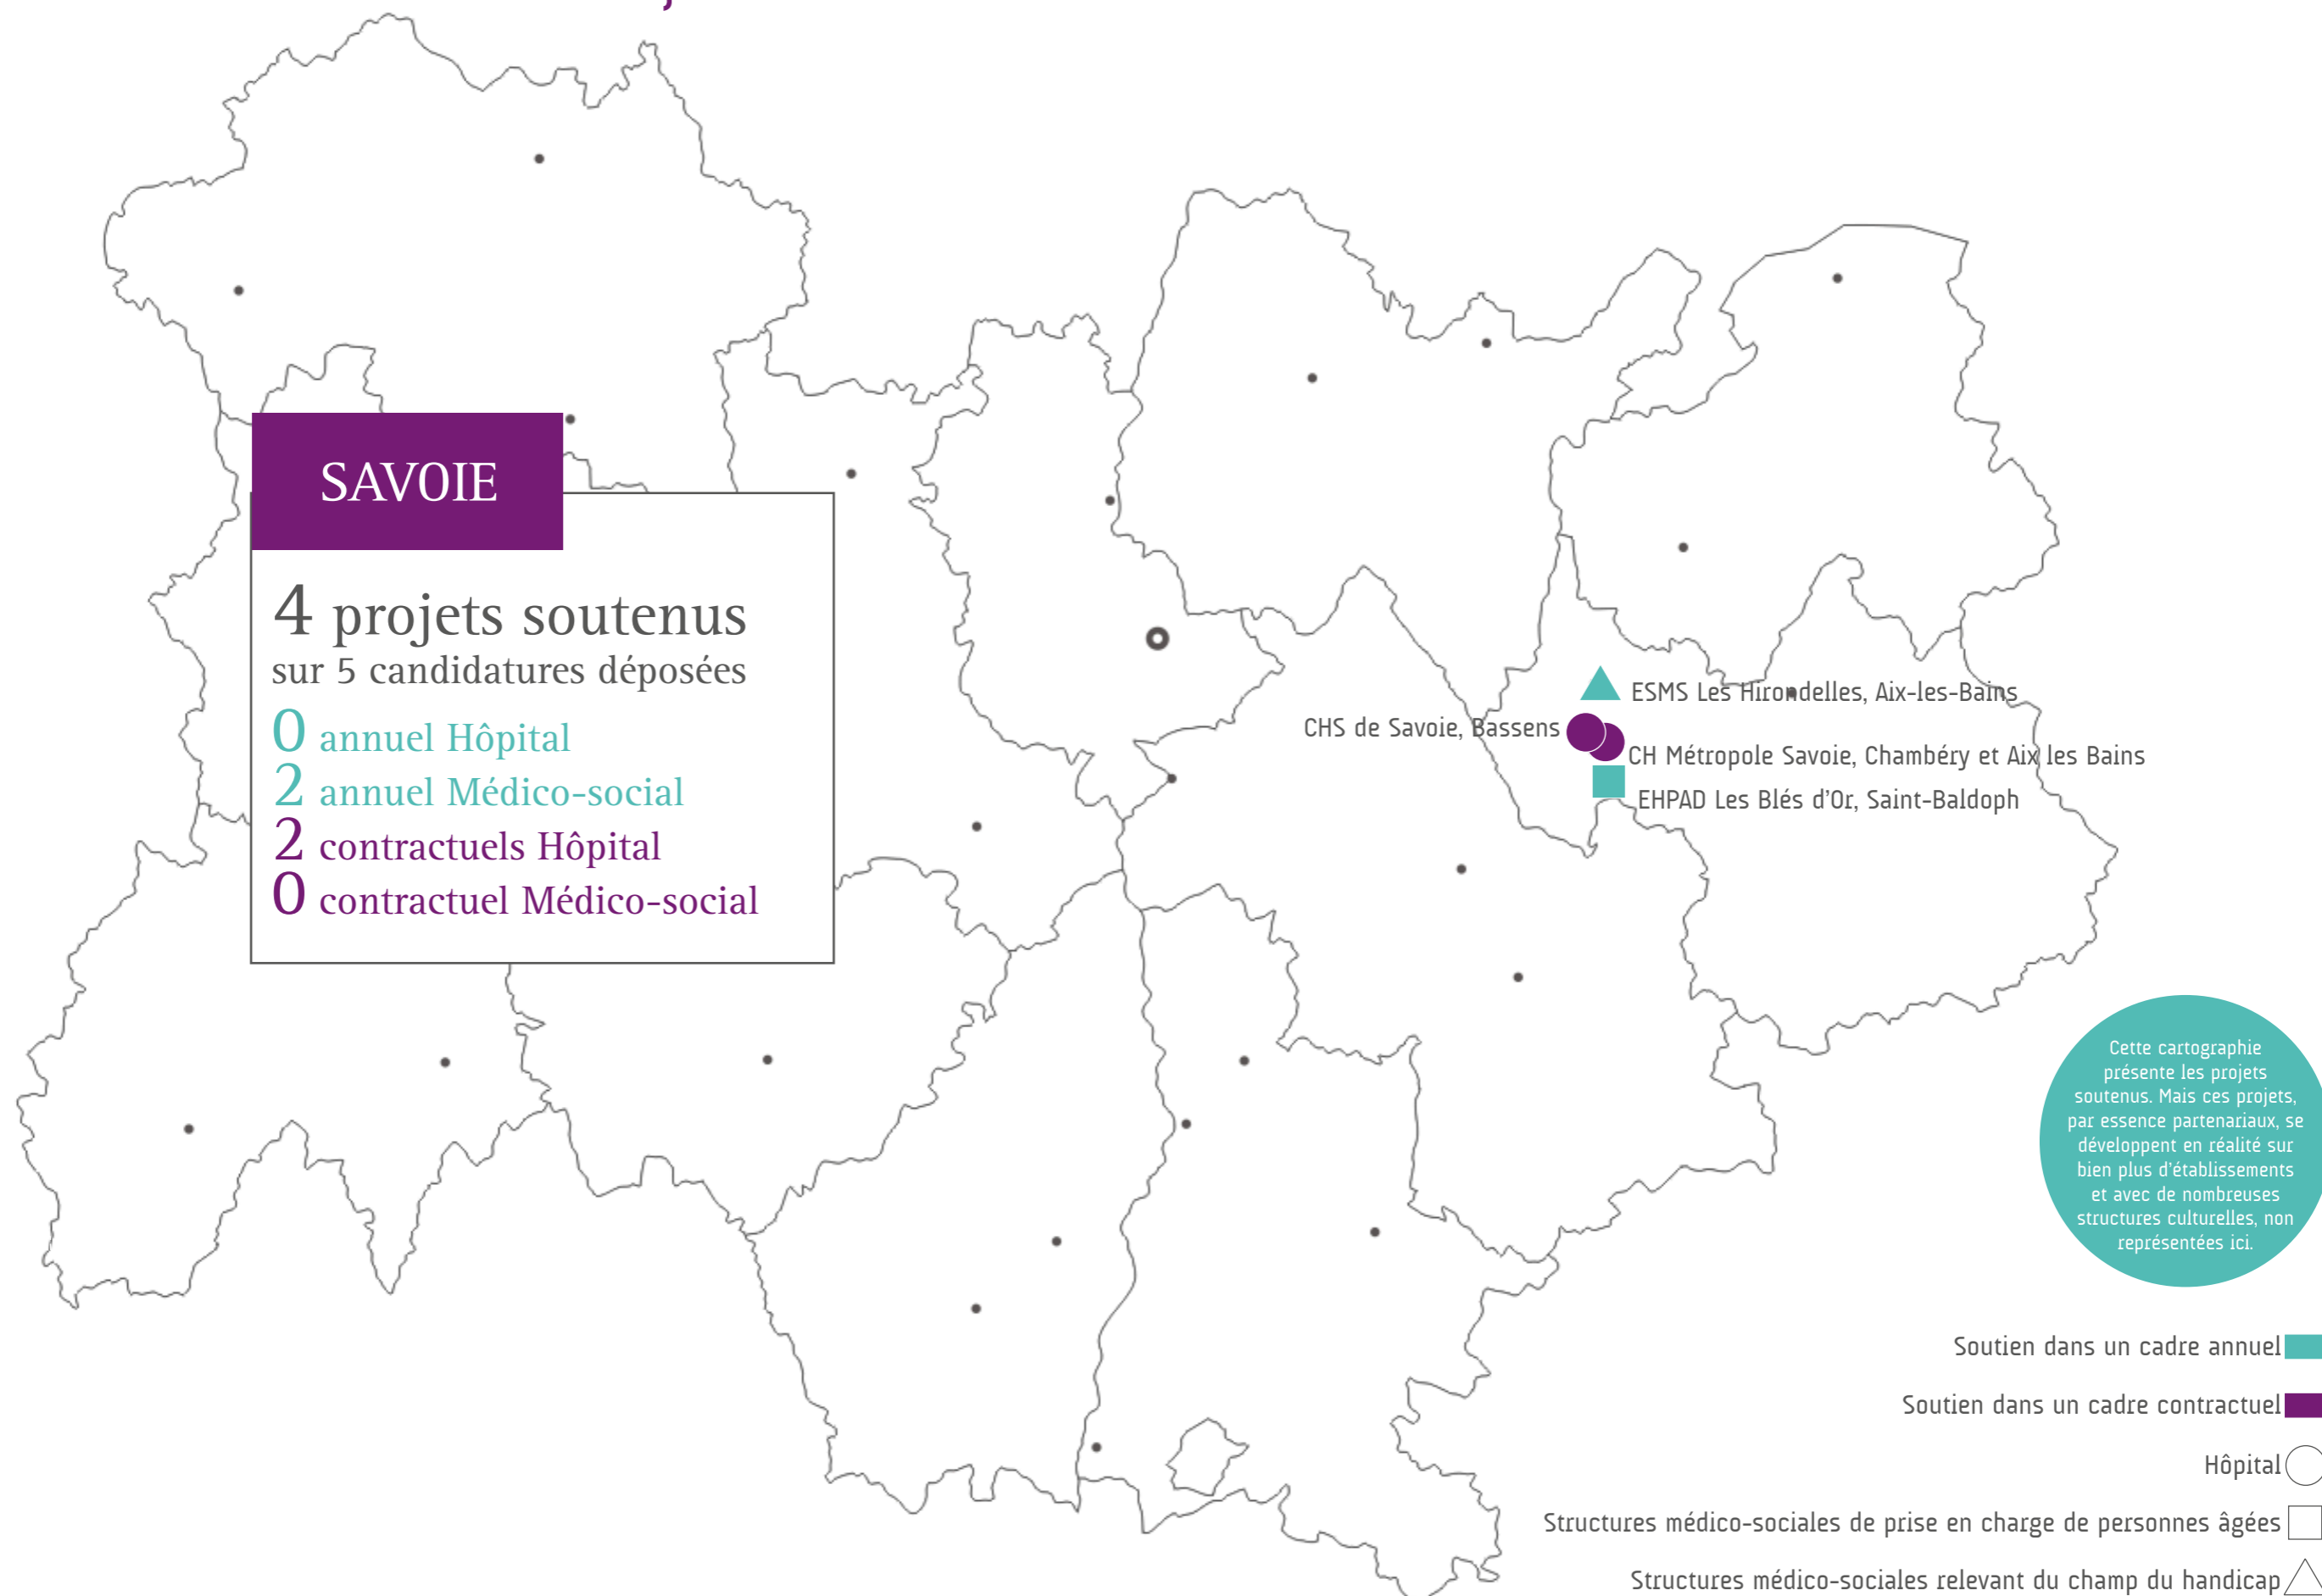 SAVOIE
4 projets soutenus
sur 5 candidatures déposées
0 annuel Hôpital
2 annuel Médico-social
2 contractuels Hôpital
0 contractuel Médico-social
ESMS Les Hirondelles, Aix-les-Bains
CHS de Savoie, Bassens
CH Métropole Savoie, Chambéry et Aix les Bains
EHPAD Les Blés d'Or, Saint-Baldoph
Cette cartographie
présente les projets
soutenus. Mais ces projets,
par essence partenariaux, se
développent en réalité sur
bien plus d'établissements
et avec de nombreuses
structures culturelles, non
représentées ici.
Soutien dans un cadre annuel
Soutien dans un cadre contractuel
Hôpital
Structures médico-sociales de prise en charge de personnes âgées
Structures médico-sociales relevant du champ du handicap